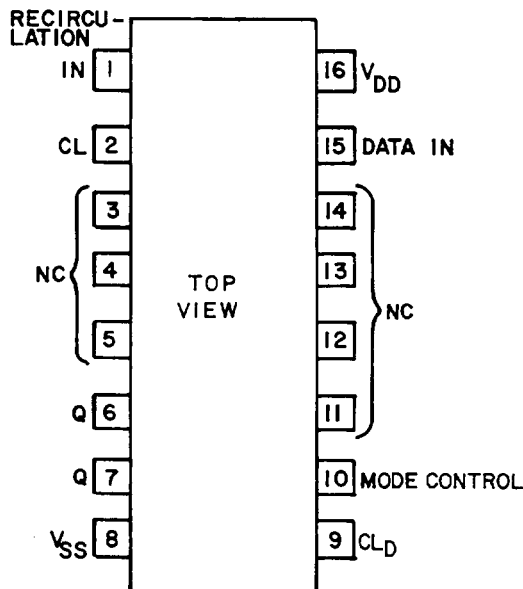 RECIRCU-
LATION
IN 1
16 VDD
CL 2
15 DATA IN
3
14
NC
4
13
TOP
VIEW
NC
5
12
Q 6
11
Q 7
10 MODE CONTROL
VSS 8
9 CLD